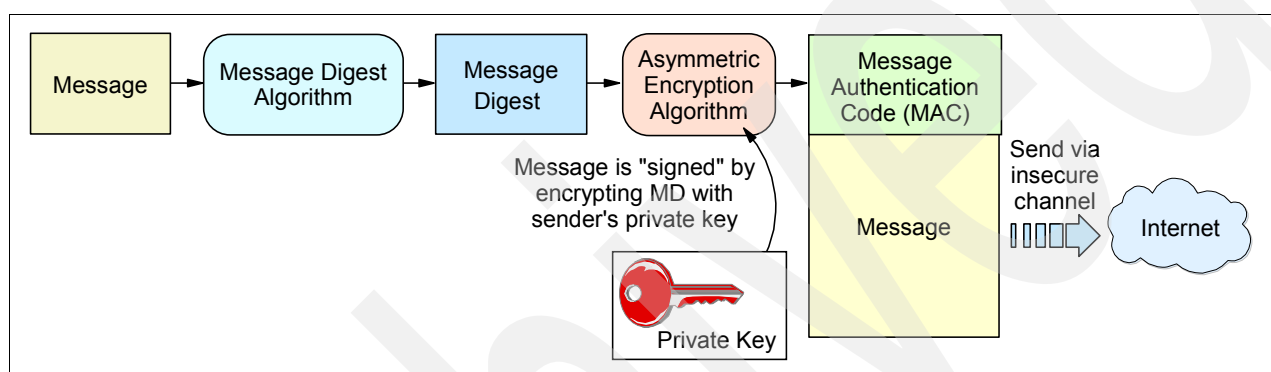 Message
Message Digest
Algorithm
Message
Digest
Asymmetric
Encryption
Algorithm
Message
Authentication
Code (MAC)
Message is "signed" by
encrypting MD with
sender's private key
Private Key
Message
Send via
insecure
channel
Internet